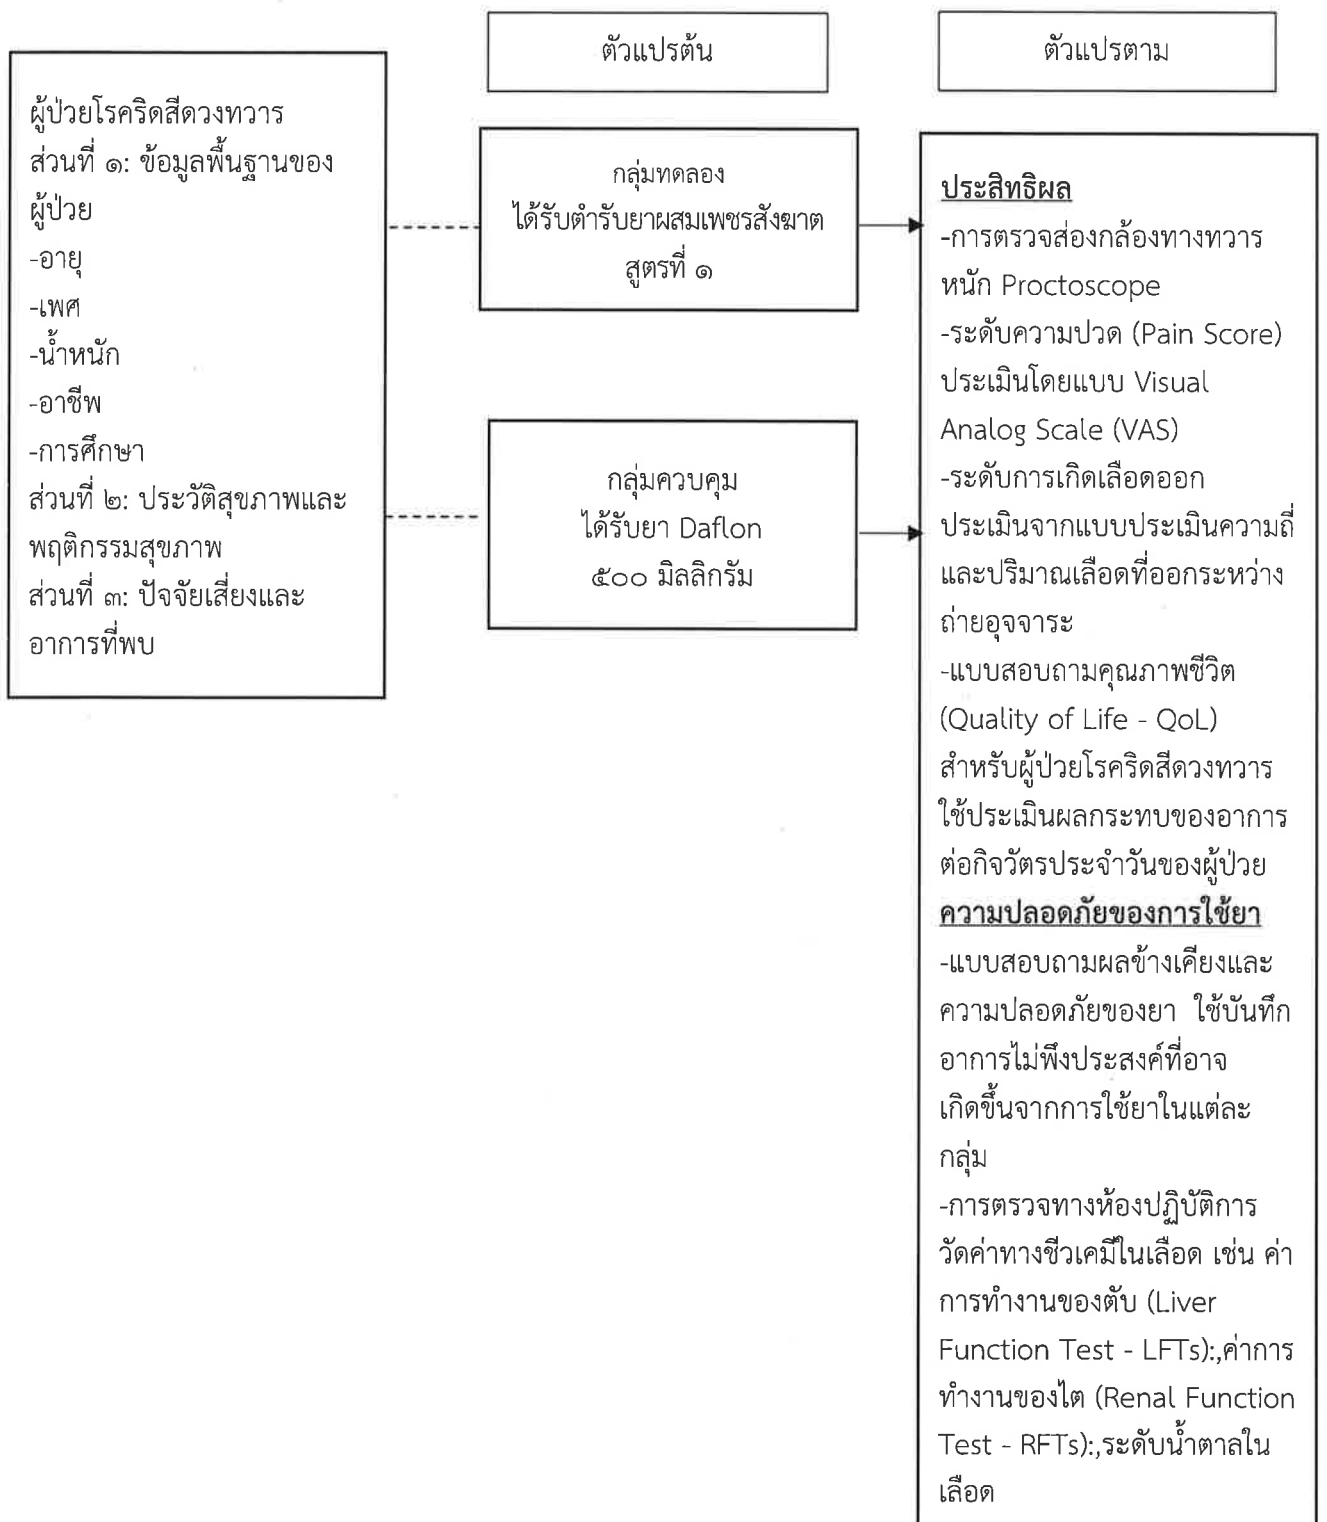 ผู้ป่วยโรคริดสีดวงทวาร
ส่วนที่ ๑: ข้อมูลพื้นฐานของ
ผู้ป่วย
-อายุ
-เพศ
-น้ำหนัก
-อาชีพ
-การศึกษา
ส่วนที่ ๒: ประวัติสุขภาพและ
พฤติกรรมสุขภาพ
ส่วนที่ ๓: ปัจจัยเสี่ยงและ
อาการที่พบ
ตัวแปรต้น
กลุ่มทดลอง
ได้รับตำรับยาผสมเพชรสังฆาต
สูตรที่ ๑
กลุ่มควบคุม
ได้รับยา Daflon
๕๐๐ มิลลิกรัม
ตัวแปรตาม
ประสิทธิผล
-การตรวจส่องกล้องทางทวาร
หนัก Proctoscope
-ระดับความปวด (Pain Score)
ประเมินโดยแบบ Visual
Analog Scale (VAS)
-ระดับการเกิดเลือดออก
ประเมินจากแบบประเมินความถี่
และปริมาณเลือดที่ออกระหว่าง
ถ่ายอุจจาระ
-แบบสอบถามคุณภาพชีวิต
(Quality of Life - QoL)
สำหรับผู้ป่วยโรคริดสีดวงทวาร
ใช้ประเมินผลกระทบของอาการ
ต่อกิจวัตรประจำวันของผู้ป่วย
ความปลอดภัยของการใช้ยา
-แบบสอบถามผลข้างเคียงและ
ความปลอดภัยของยา ใช้บันทึก
อาการไม่พึงประสงค์ที่อาจ
เกิดขึ้นจากการใช้ยาในแต่ละ
กลุ่ม
-การตรวจทางห้องปฏิบัติการ
วัดค่าทางชีวเคมีในเลือด เช่น ค่า
การทำงานของตับ (Liver
Function Test - LFTs):,ค่าการ
ทำงานของไต (Renal Function
Test - RFTs):,ระดับน้ำตาลใน
เลือด